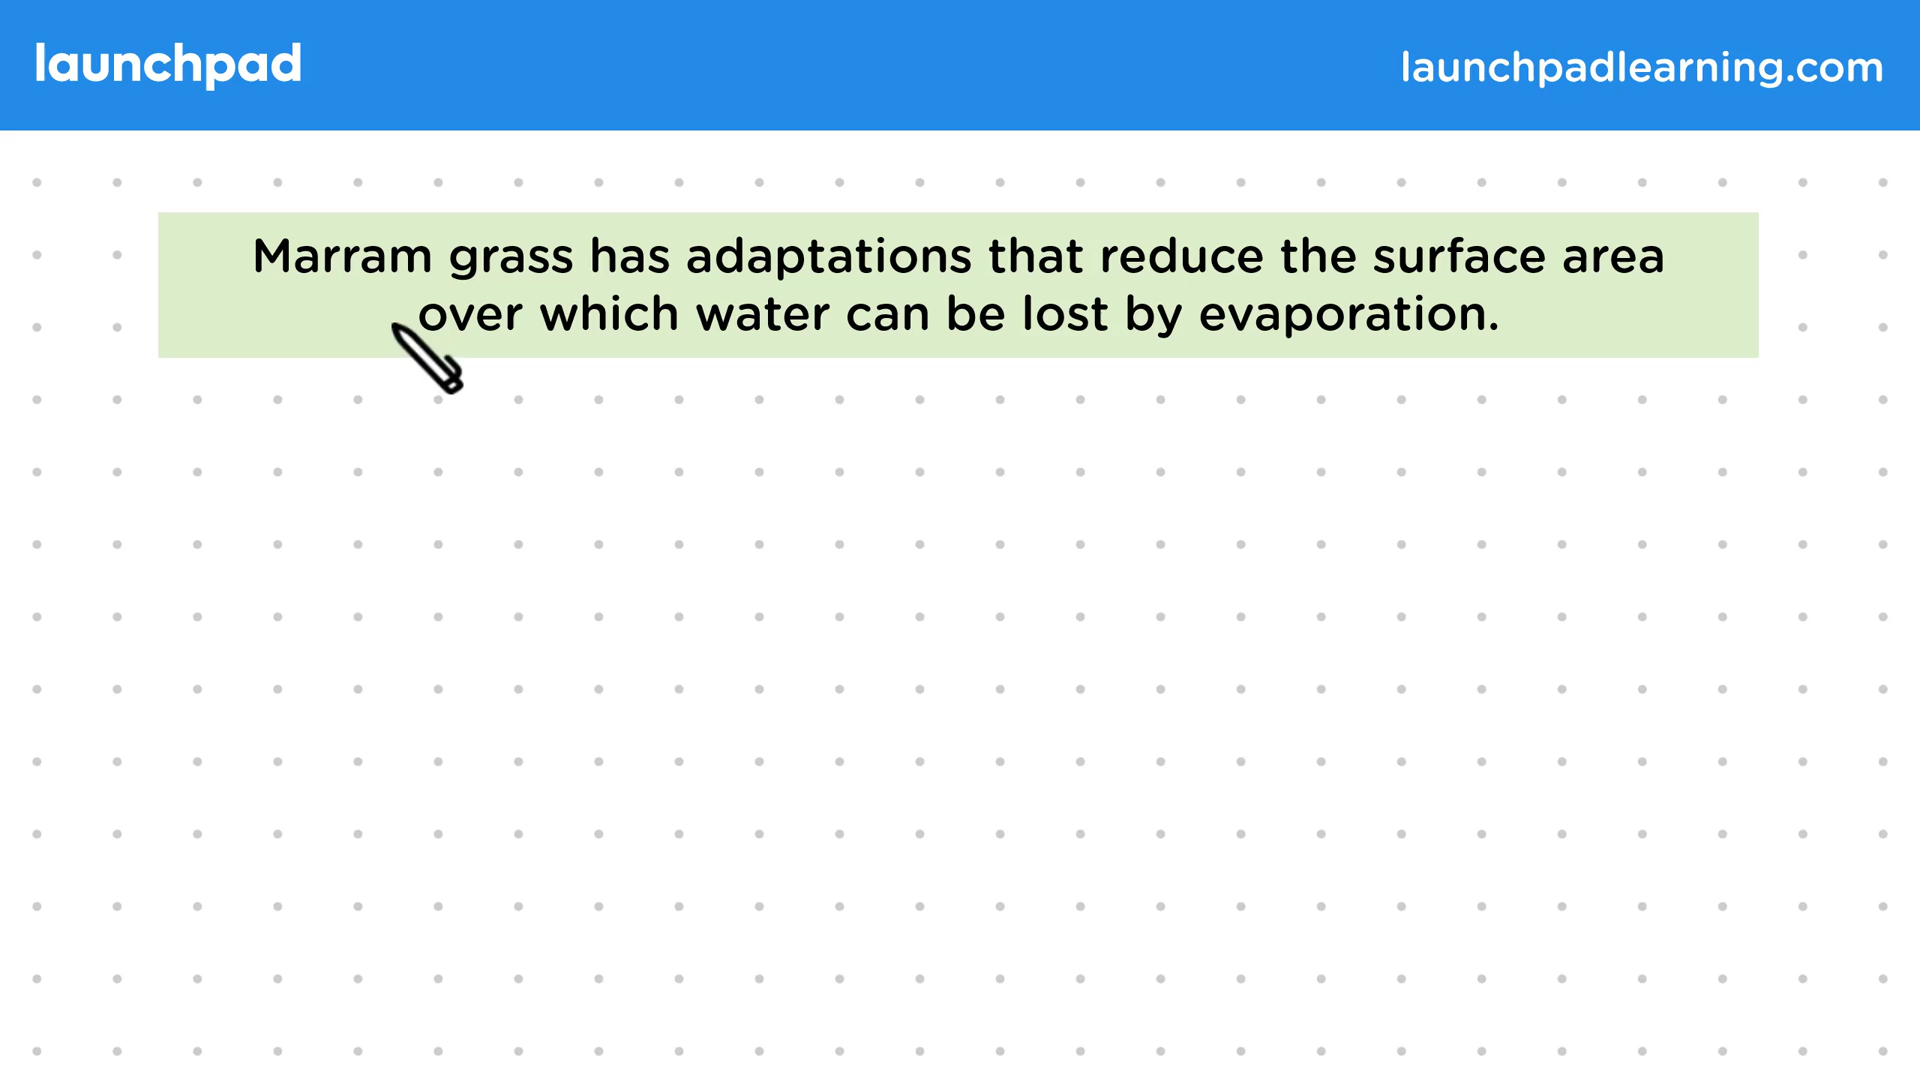 launchpad
launchpadlearning.com
Marram grass has adaptations that reduce the surface area
over which water can be lost by evaporation.